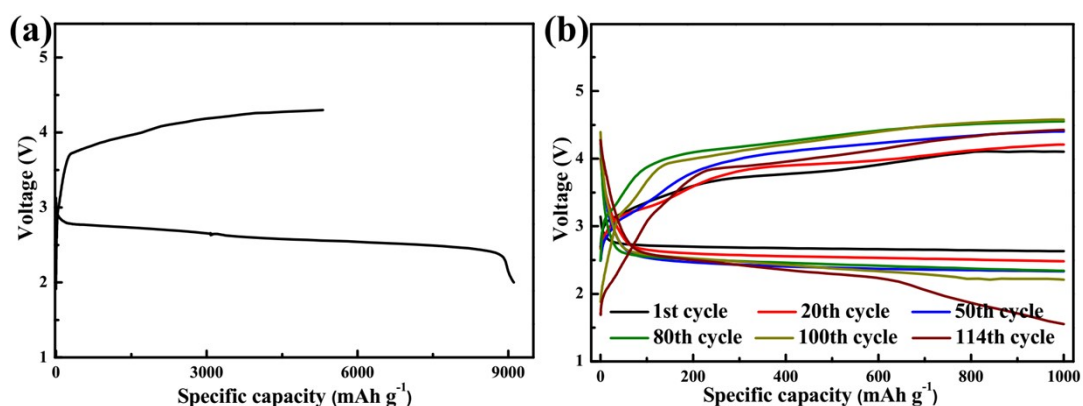 (a)
Voltage (V)
5
4
3
2
1
0
3000
6000
9000
Specific capacity (mAh g⁻¹)
(b)
Voltage (V)
5
4
3
2
1
1st cycle
20th cycle
50th cycle
80th cycle
100th cycle
114th cycle
0
200
400
600
800
1000
Specific capacity (mAh g⁻¹)